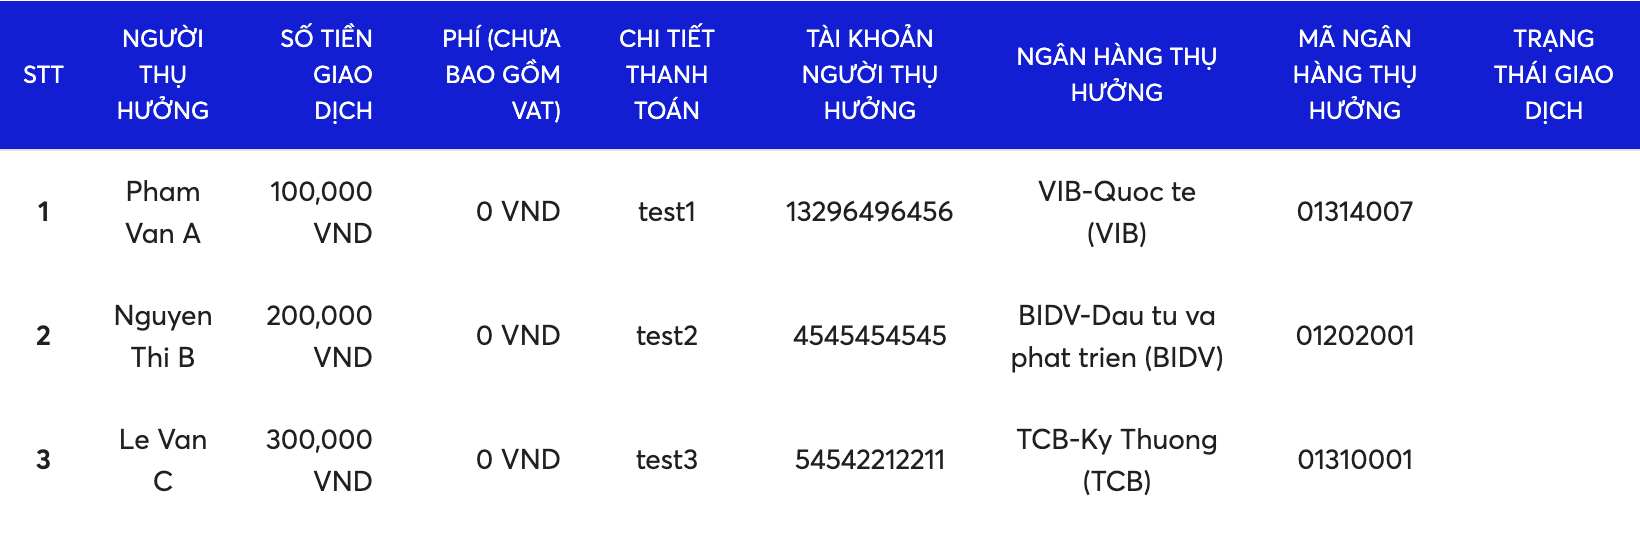 STT
NGƯỜI
THỤ
HƯỞNG
SỐ TIỀN
GIAO
DỊCH
PHÍ (CHƯA
BAO GỒM
VAT)
CHI TIẾT
THANH
TOÁN
TÀI KHOẢN
NGƯỜI THỤ
HƯỞNG
NGÂN HÀNG THỤ
HƯỞNG
MÃ NGÂN
HÀNG THỤ
HƯỞNG
TRẠNG
THÁI GIAO
DỊCH
1
Pham
Van A
100,000
VND
0 VND
test1
13296496456
VIB-Quoc te
(VIB)
01314007
2
Nguyen
Thi B
200,000
VND
0 VND
test2
4545454545
BIDV-Dau tu va
phat trien (BIDV)
01202001
3
Le Van
C
300,000
VND
0 VND
test3
54542212211
TCB-Ky Thuong
(TCB)
01310001